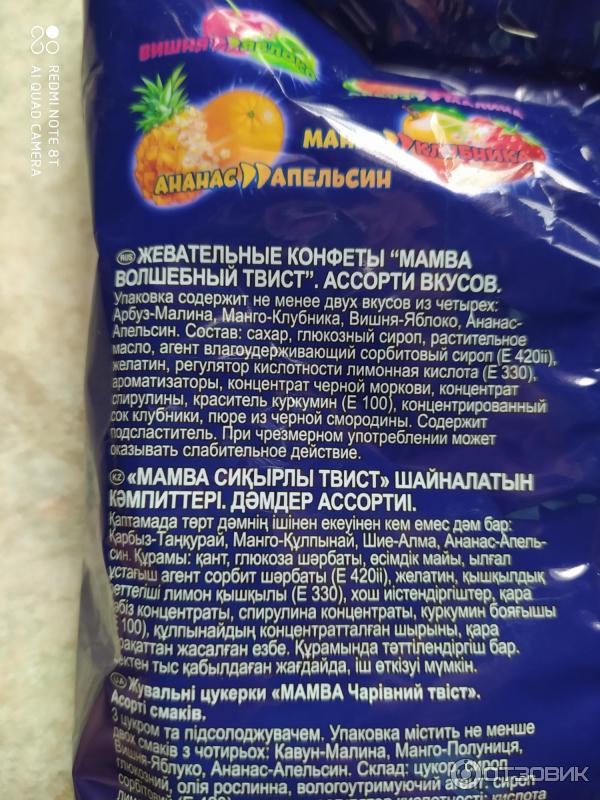 REDMI NOTE 8T
AI QUAD CAMERA
ВИШНЯ ЯБЛОКО
МАЛИНА
МАНГО КЛУБНИКА
АНАНАС АПЕЛЬСИН
RUS ЖЕВАТЕЛЬНЫЕ КОНФЕТЫ “МАМВА
ВОЛШЕБНЫЙ ТВИСТ”. АССОРТИ ВКУСОВ.
Упаковка содержит не менее двух вкусов из четырех:
Арбуз-Малина, Манго-Клубника, Вишня-Яблоко, Ананас-
Апельсин. Состав: сахар, глюкозный сироп, растительное
масло, агент влагоудерживающий сорбитовый сироп (Е 420ii),
желатин, регулятор кислотности лимонная кислота (Е 330),
ароматизаторы, концентрат черной моркови, концентрат
спирулины, краситель куркумин (Е 100), концентрированный
сок клубники, пюре из черной смородины. Содержит
подсластитель. При чрезмерном употреблении может
оказывать слабительное действие.
KZ «МАМВА СИҚЫРЛЫ ТВИСТ» ШАЙНАЛАТЫН
КӘМПИТТЕРІ. ДӘМДЕР АССОРТИІ.
Қаптамада төрт дәмнің ішінен екеуінен кем емес дәм бар:
Қарбыз-Таңқурай, Манго-Құлпынай, Шие-Алма, Ананас-Апель-
син. Құрамы: қант, глюкоза шәрбаты, өсімдік майы, ылғал
ұстағыш агент сорбит шәрбаты (Е 420ii), желатин, қышқылдық
реттегіші лимон қышқылы (Е 330), хош иістендіргіштер, қара
сәбіз концентраты, спирулина концентраты, куркумин бояғышы
(Е 100), құлпынайдың концентратталған шырыны, қара
қарақаттан жасалған езбе. Құрамында тәттілендіргіш бар.
Шектен тыс қабылдаған жағдайда, іш өткізуі мүмкін.
UA Жувальні цукерки «МАМВА Чарівний твіст».
Асорті смаків.
З цукром та підсолоджувачем. Упаковка містить не менше
двох смаків з чотирьох: Кавун-Малина, Манго-Полуниця,
Вишня-Яблуко, Ананас-Апельсин. Склад: цукор, сироп
глюкозний, олія рослинна, вологоутримуючий агент: сироп
сорбітовий
кислота
ОТЗОВИК